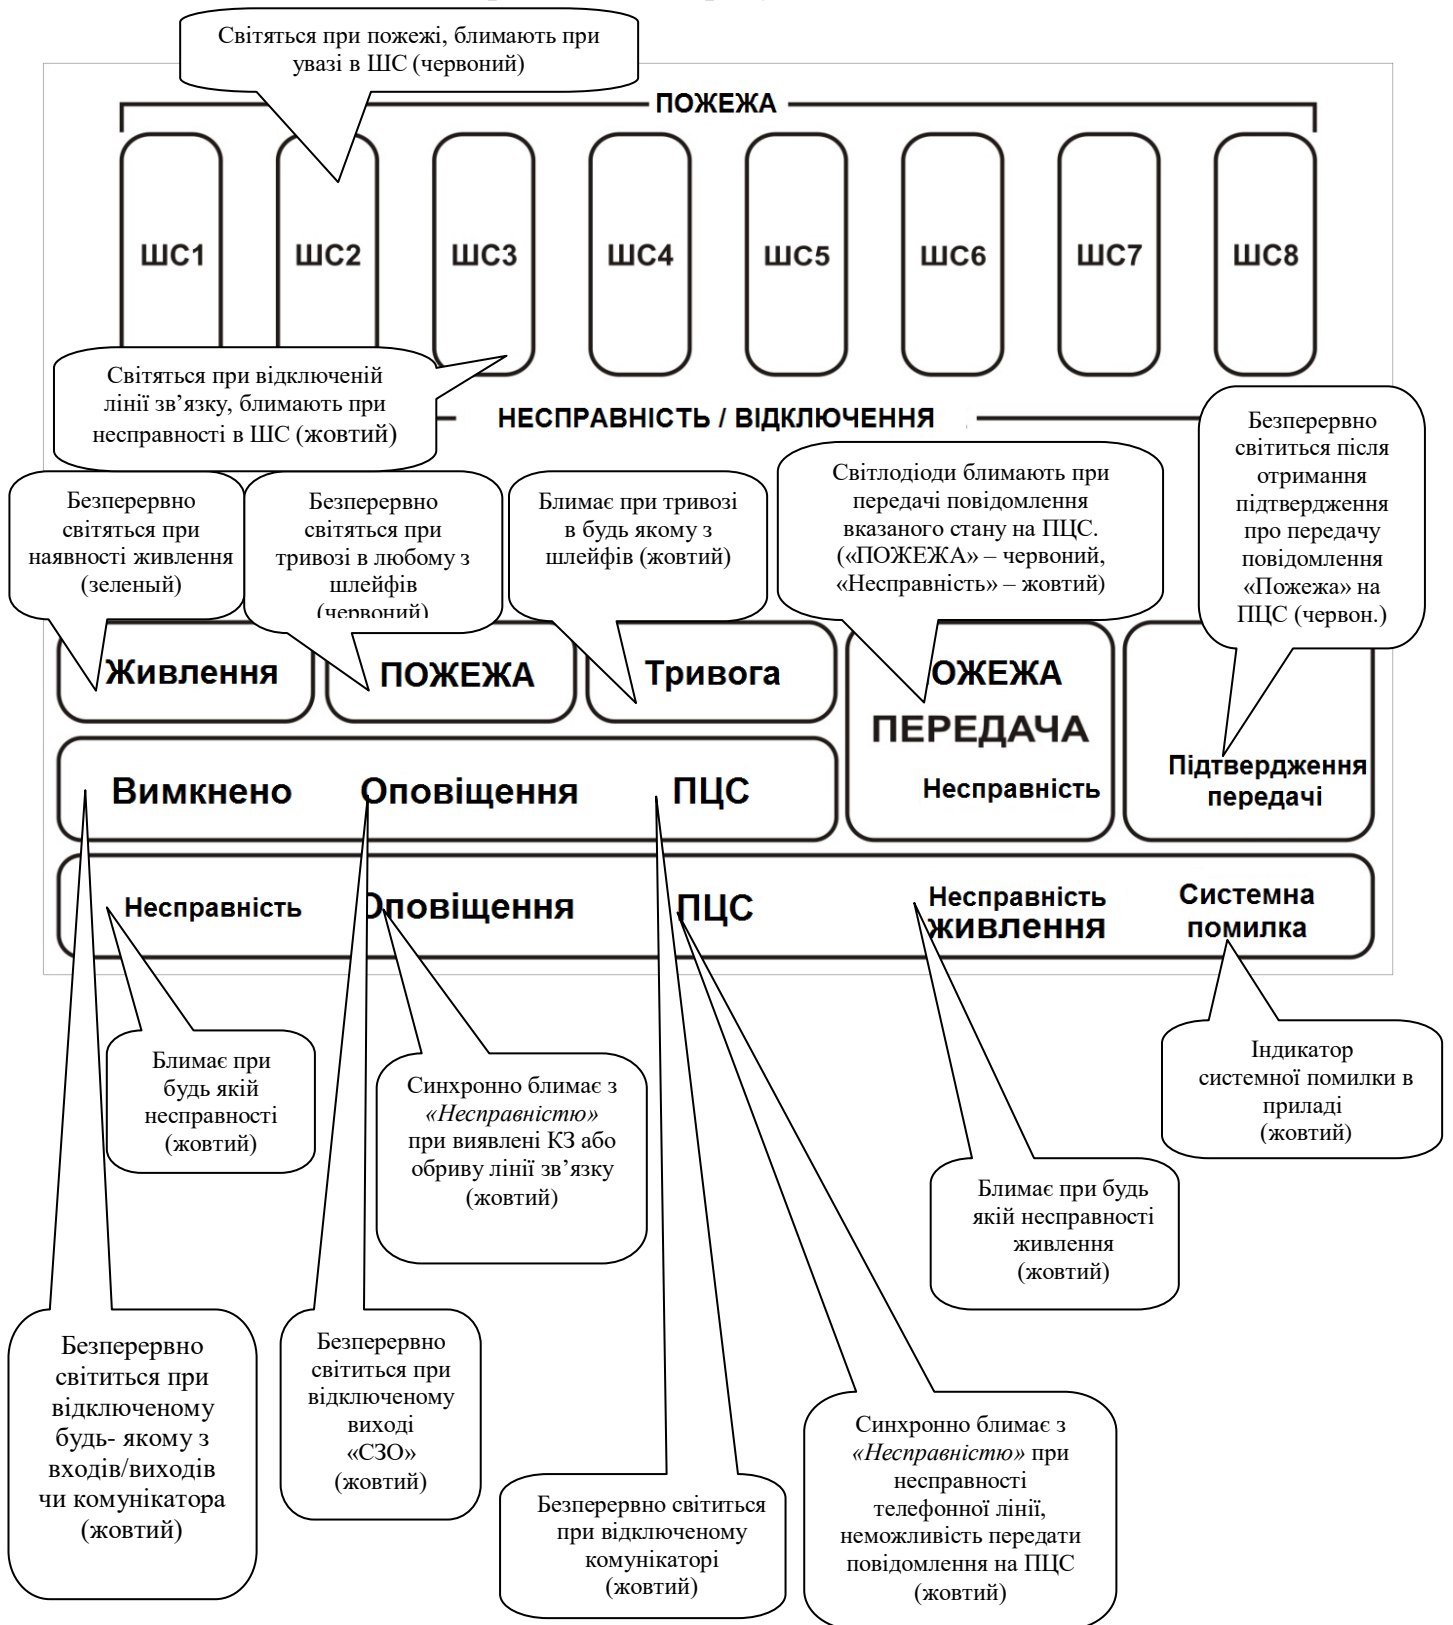 Світяться при пожежі, блимають при
увазі в ШС (червоний)
ПОЖЕЖА
ШС1
ШС2
ШС3
ШС4
ШС5
ШС6
ШС7
ШС8
Світяться при відключеній
лінії зв’язку, блимають при
несправності в ШС (жовтий)
НЕСПРАВНІСТЬ / ВІДКЛЮЧЕННЯ
Безперервно
світиться після
отримання
підтвердження
про передачу
повідомлення
«Пожежа» на
ПЦС (червон.)
Безперервно
світяться при
наявності живлення
(зеленый)
Безперервно
світяться при
тривозі в любому з
шлейфів
(червоний)
Блимає при тривозі
в будь якому з
шлейфів (жовтий)
Світлодіоди блимають при
передачі повідомлення
вказаного стану на ПЦС.
(«ПОЖЕЖА» – червоний,
«Несправність» – жовтий)
Живлення
ПОЖЕЖА
Тривога
ОЖЕЖА
ПЕРЕДАЧА
Несправність
Підтвердження
передачі
Вимкнено
Оповіщення
ПЦС
Несправність
Оповіщення
ПЦС
Несправність
живлення
Системна
помилка
Блимає при
будь якій
несправності
(жовтий)
Синхронно блимає з
«Несправністю»
при виявлені КЗ або
обриву лінії зв’язку
(жовтий)
Індикатор
системної помилки в
приладі
(жовтий)
Блимає при будь
якій несправності
живлення
(жовтий)
Безперервно
світиться при
відключеному
будь- якому з
входів/виходів
чи комунікатора
(жовтий)
Безперервно
світиться при
відключеному
виході
«СЗО»
(жовтий)
Безперервно світиться
при відключеному
комунікаторі
(жовтий)
Синхронно блимає з
«Несправністю» при
несправності
телефонної лінії,
неможливість передати
повідомлення на ПЦС
(жовтий)